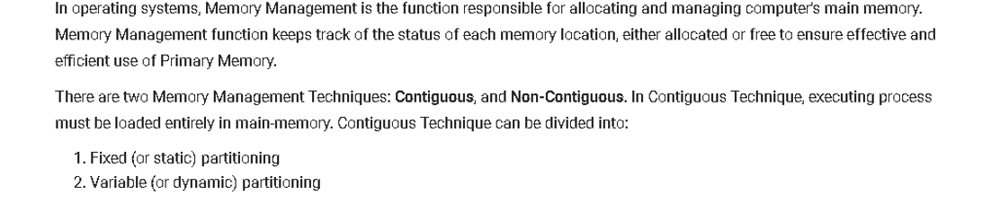 In operating systems, Memory Management is the function responsible for allocating and managing computer's main memory.
Memory Management function keeps track of the status of each memory location, either allocated or free to ensure effective and
efficient use of Primary Memory.
There are two Memory Management Techniques: Contiguous, and Non-Contiguous. In Contiguous Technique, executing process
must be loaded entirely in main-memory. Contiguous Technique can be divided into:
1. Fixed (or static) partitioning
2. Variable (or dynamic) partitioning